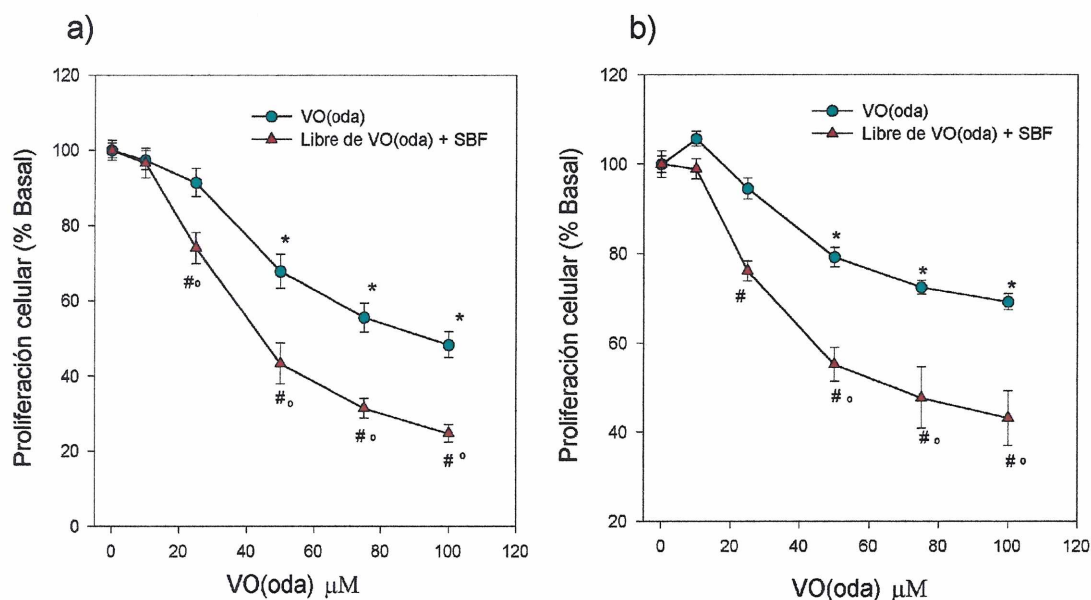 a)
120
100
80
60
40
20
0
Proliferación celular (% Basal)
VO(oda)
Libre de VO(oda) + SBF
*
*
*
#o
#o
#o
#o
0 20 40 60 80 100 120
VO(oda) μM
b)
120
100
80
60
40
20
Proliferación celular (% Basal)
VO(oda)
Libre de VO(oda) + SBF
*
*
*
#
#o
#o
#o
0 20 40 60 80 100 120
VO(oda) μM